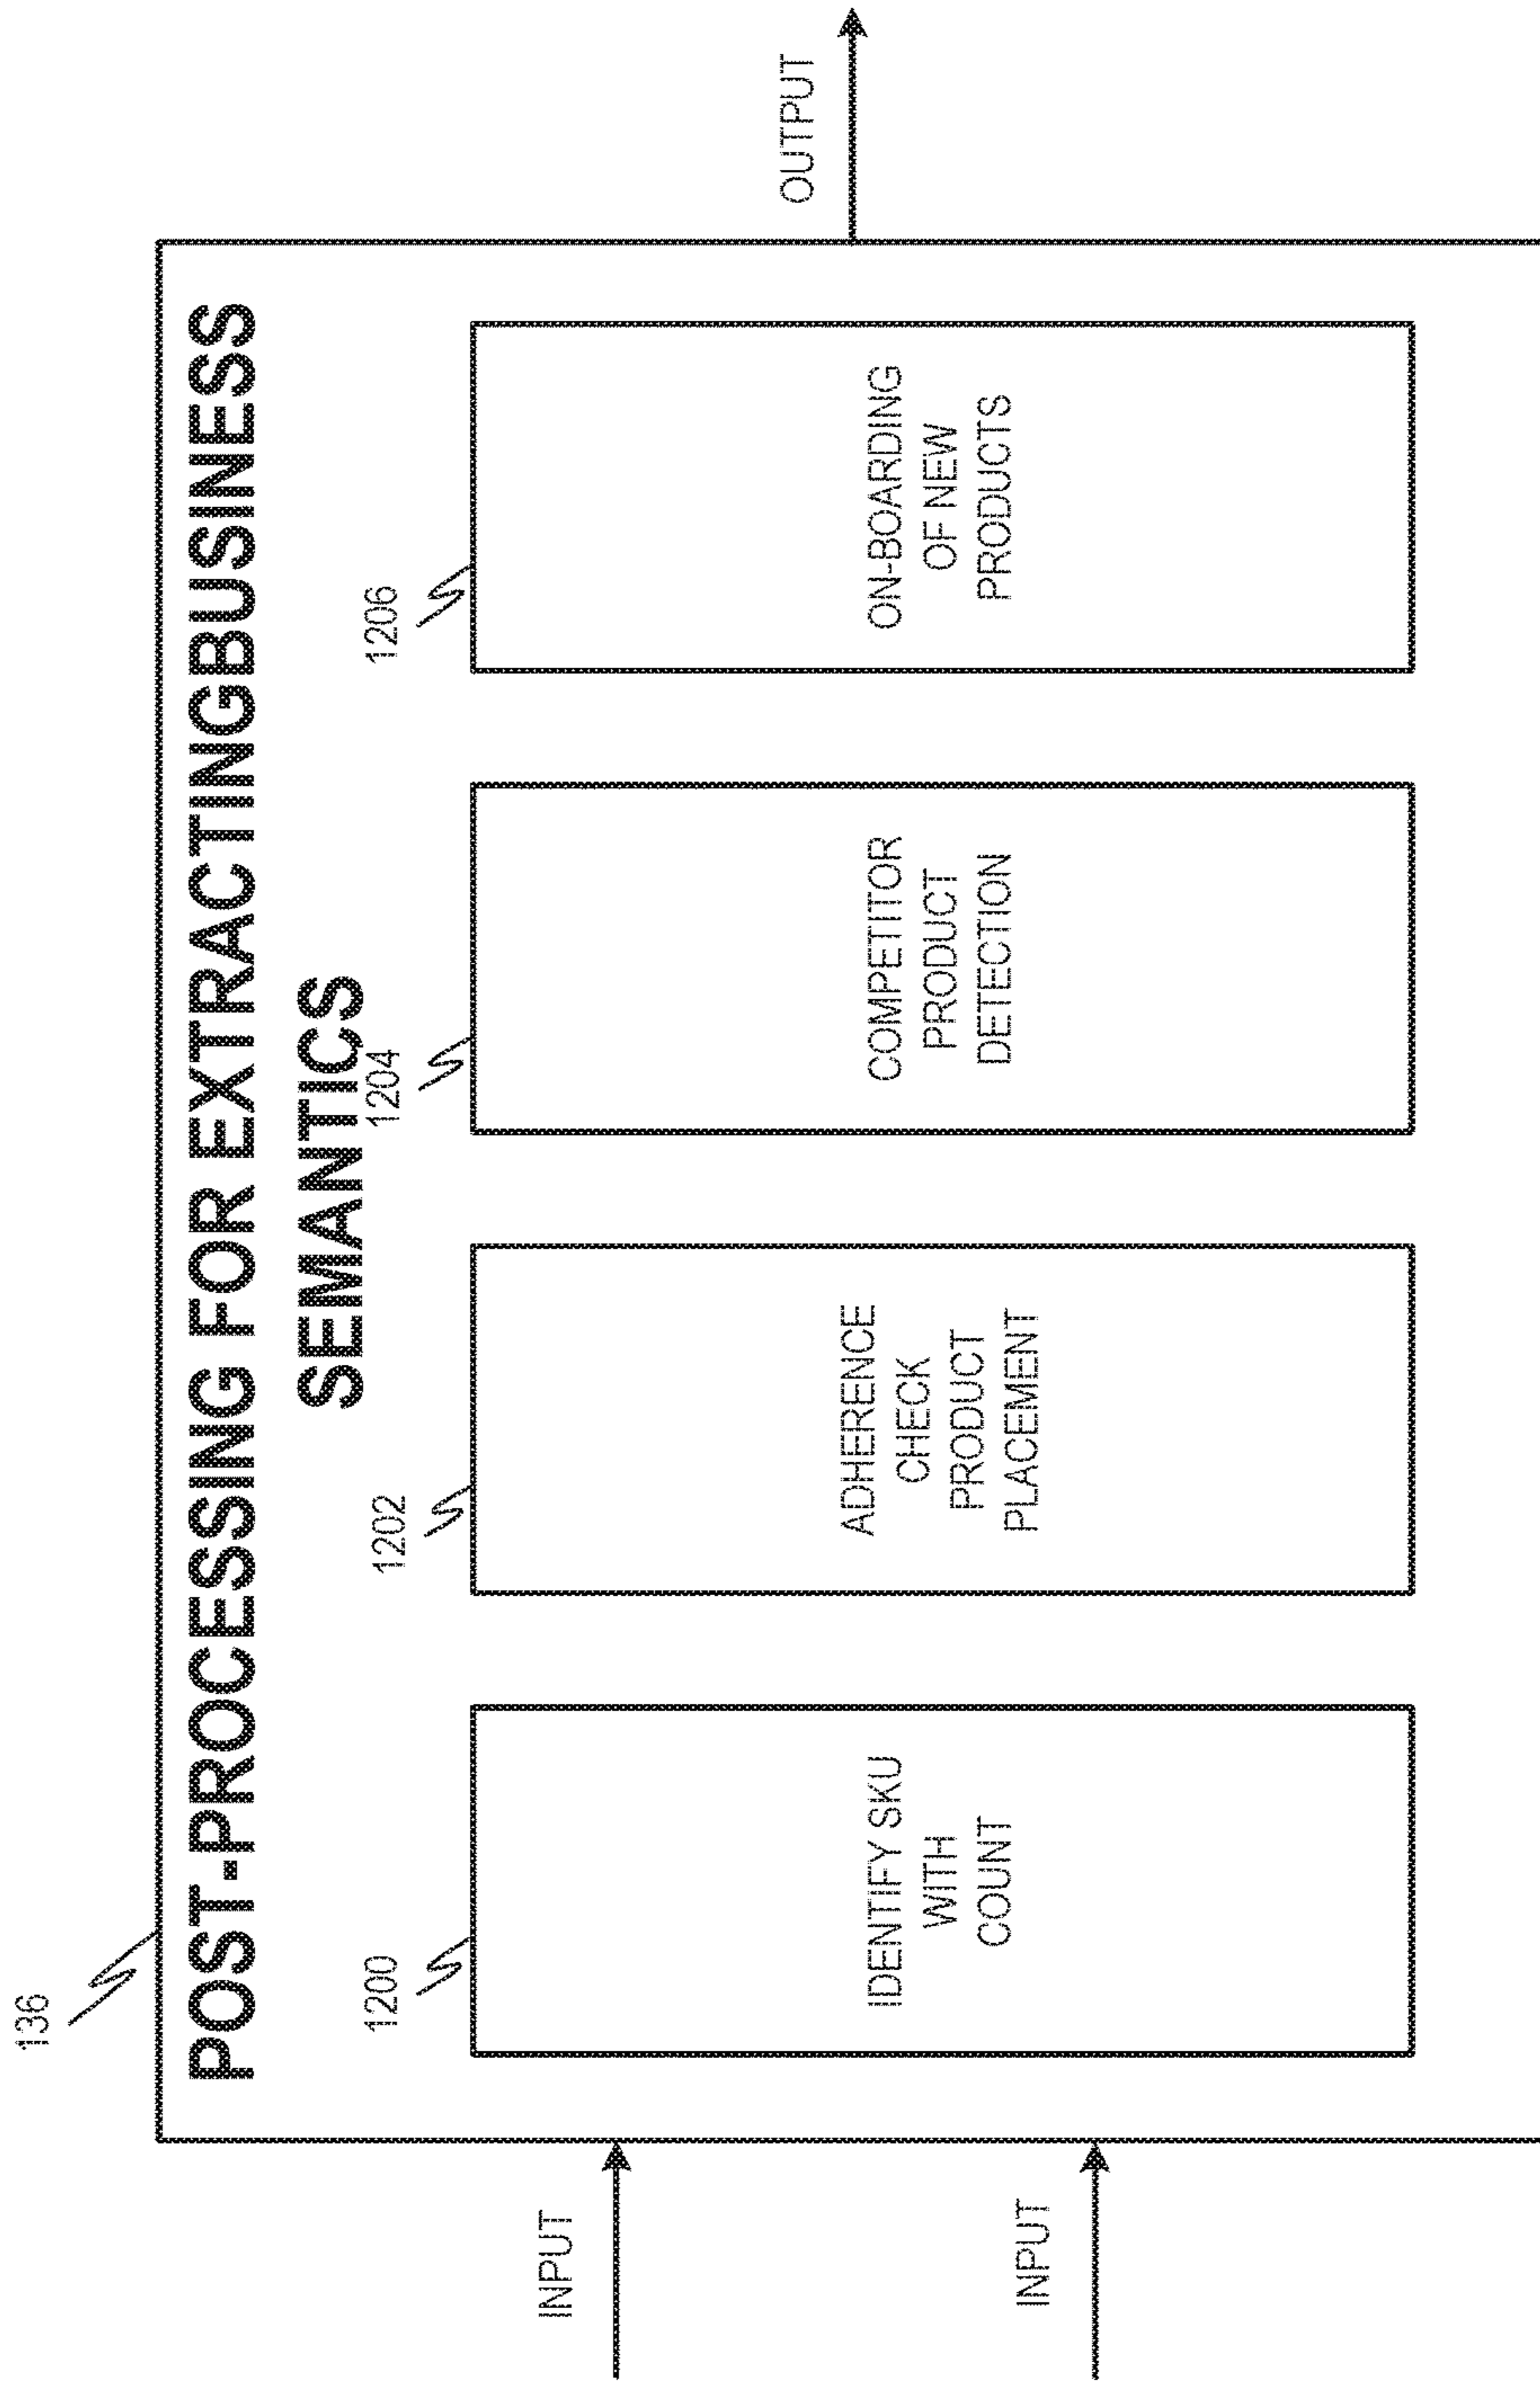 136
POST-PROCESSING FOR EXTRACTINGBUSINESS
SEMANTICS
1200
1202
1204
1206
INPUT
INPUT
IDENTIFY SKU
WITH
COUNT
ADHERENCE
CHECK
PRODUCT
PLACEMENT
COMPETITOR
PRODUCT
DETECTION
ON-BOARDING
OF NEW
PRODUCTS
OUTPUT